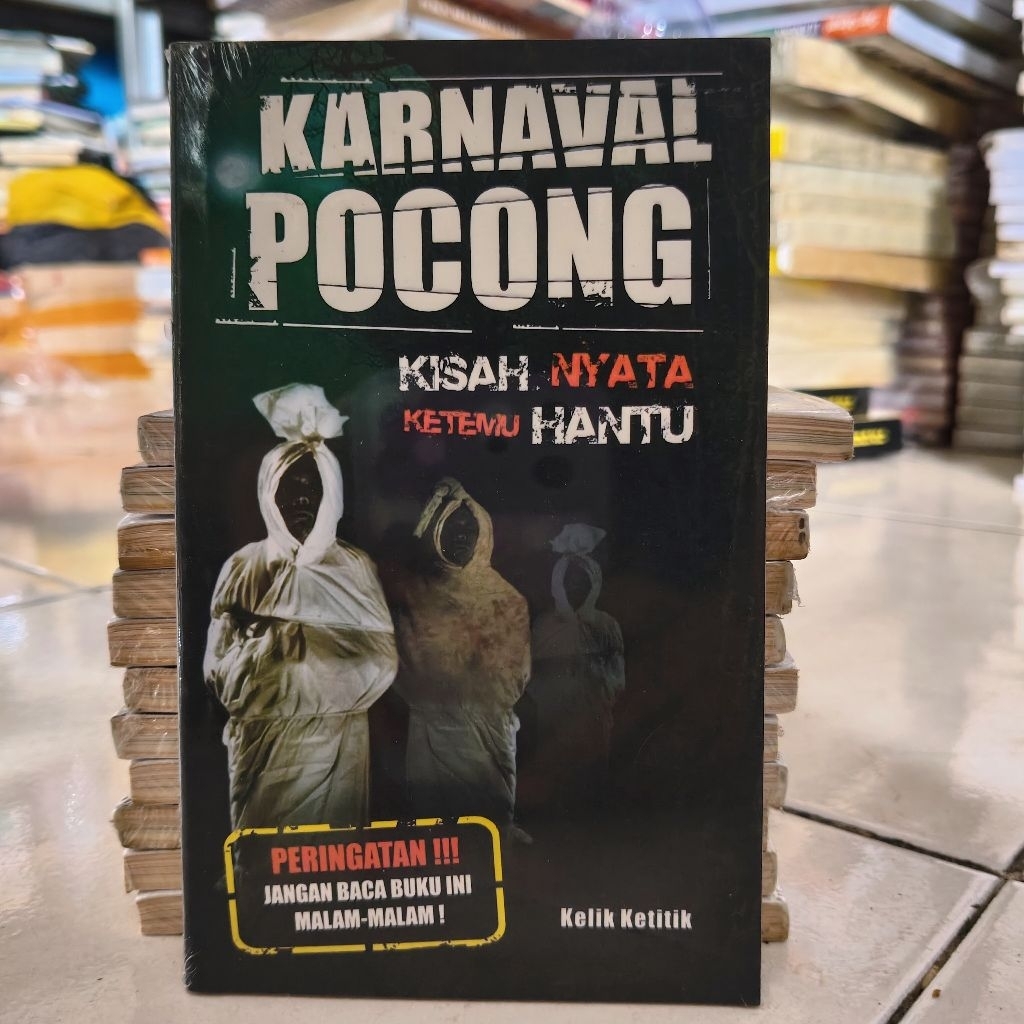 KARNAVAL
POCONG
KISAH NYATA
KETEMU HANTU
PERINGATAN !!!
JANGAN BACA BUKU INI
MALAM-MALAM !
Kelik Ketitik